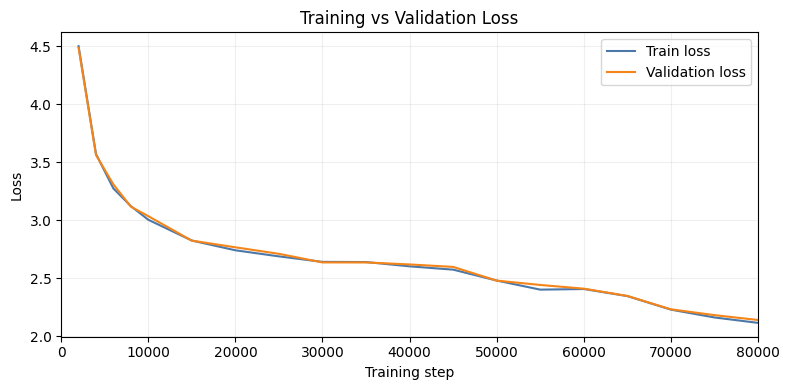 Training vs Validation Loss
Train loss
Validation loss
Loss
4.5
4.0
3.5
3.0
2.5
2.0
0 10000 20000 30000 40000 50000 60000 70000 80000
Training step